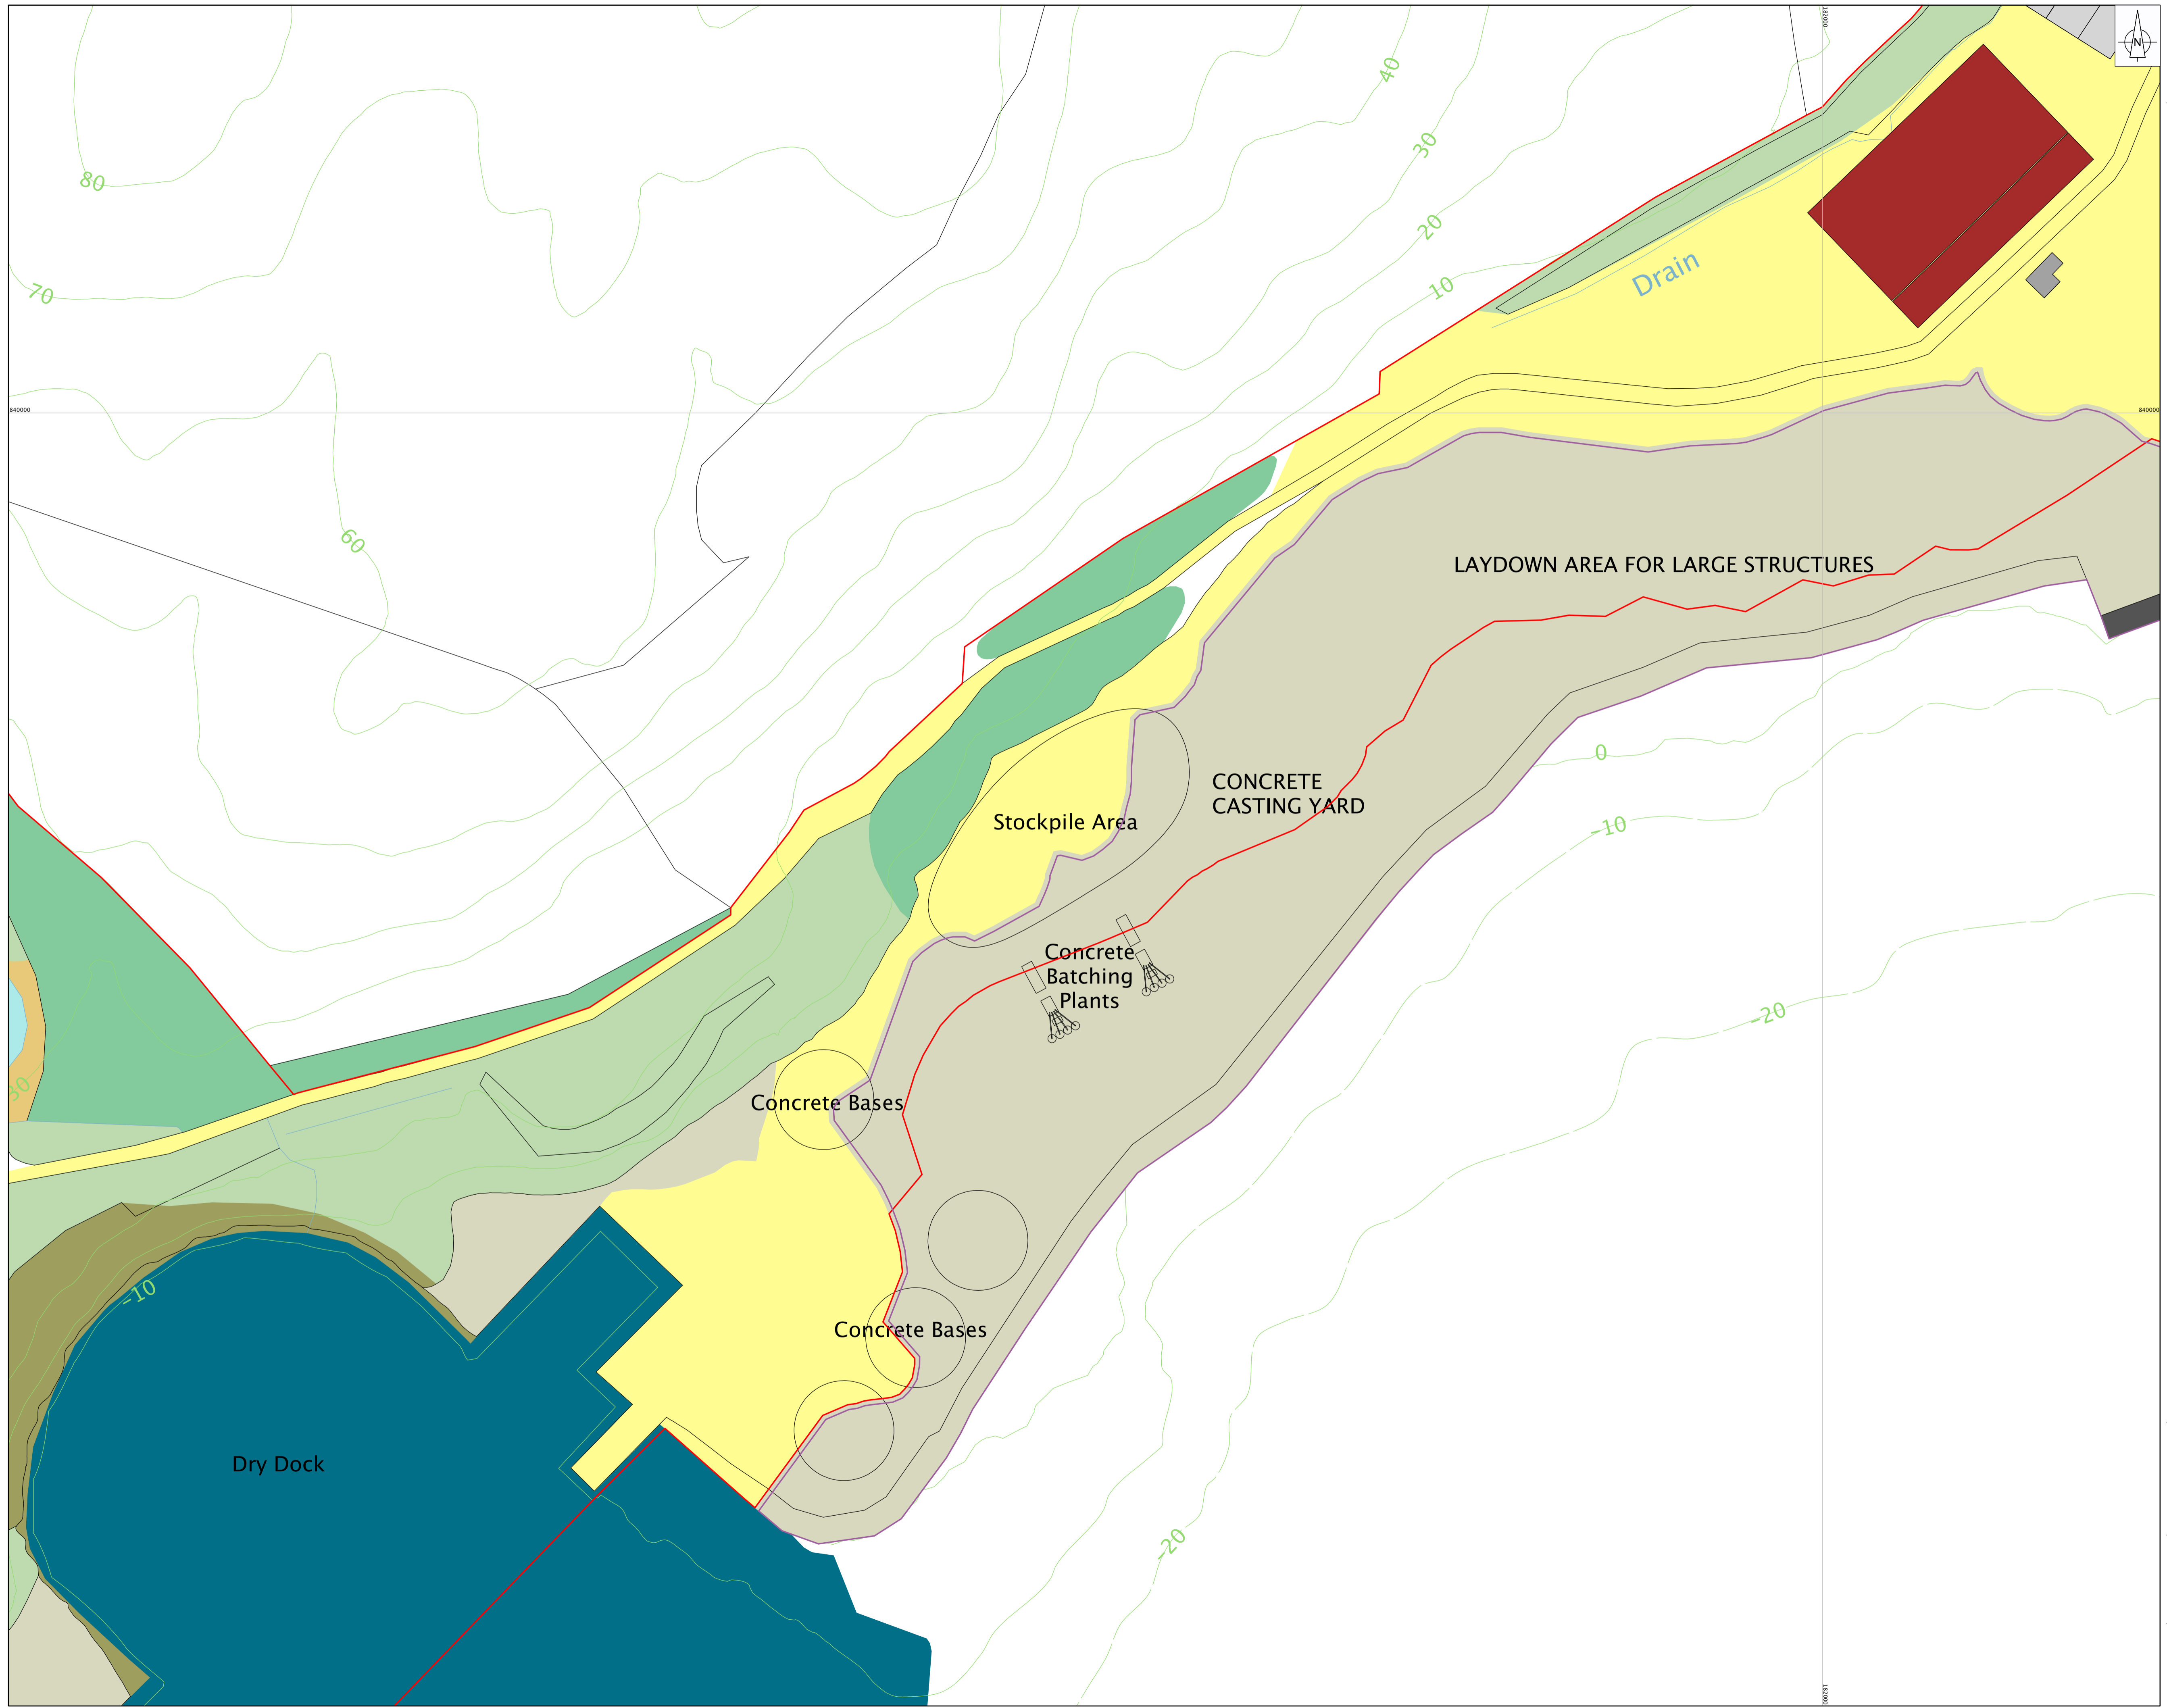 182000
N
40
30
80
20
Drain
70
10
840000
840000
60
LAYDOWN AREA FOR LARGE STRUCTURES
0
CONCRETE
CASTING YARD
Stockpile Area
-10
Concrete
Batching
Plants
-20
30
Concrete Bases
-10
Concrete Bases
Dry Dock
-20
182000